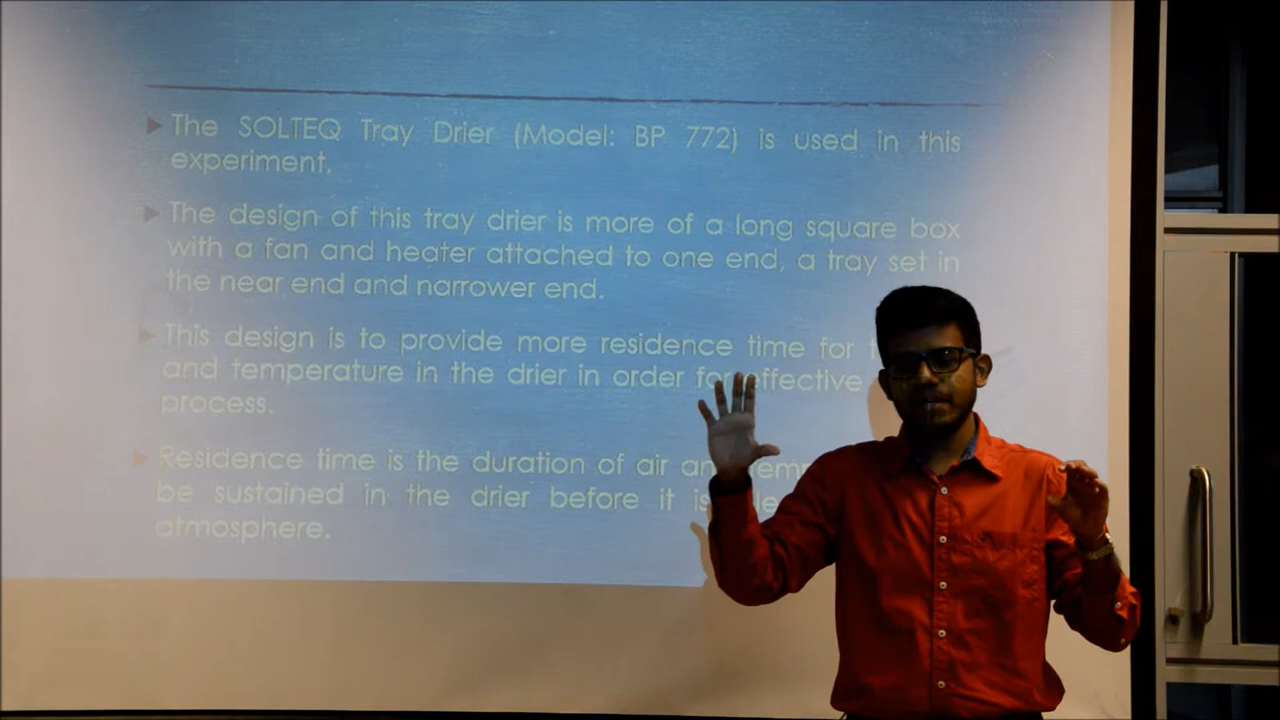 The SOLTEQ Tray Drier (Model: BP 772) is used in this
experiment.
The design of this tray drier is more of a long square box
with a fan and heater attached to one end, a tray set in
the near end and narrower end.
This design is to provide more residence time for
and temperature in the drier in order for effective
process.
Residence time is the duration of air
be sustained in the drier before it is
atmosphere.